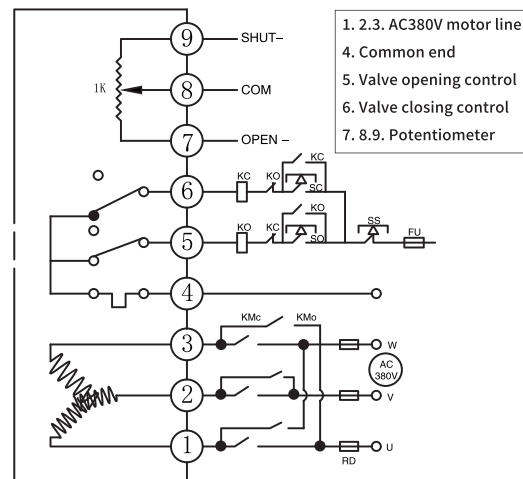 1. 2.3. AC380V motor line
4. Common end
5. Valve opening control
6. Valve closing control
7. 8.9. Potentiometer
9 SHUT–
1K 8 COM
7 OPEN –
KC
6 KC KO SC
KO SS
5 KO KC SO FU
4
KMc KMo
3 W
AC
380V
2 V
1 U
RD